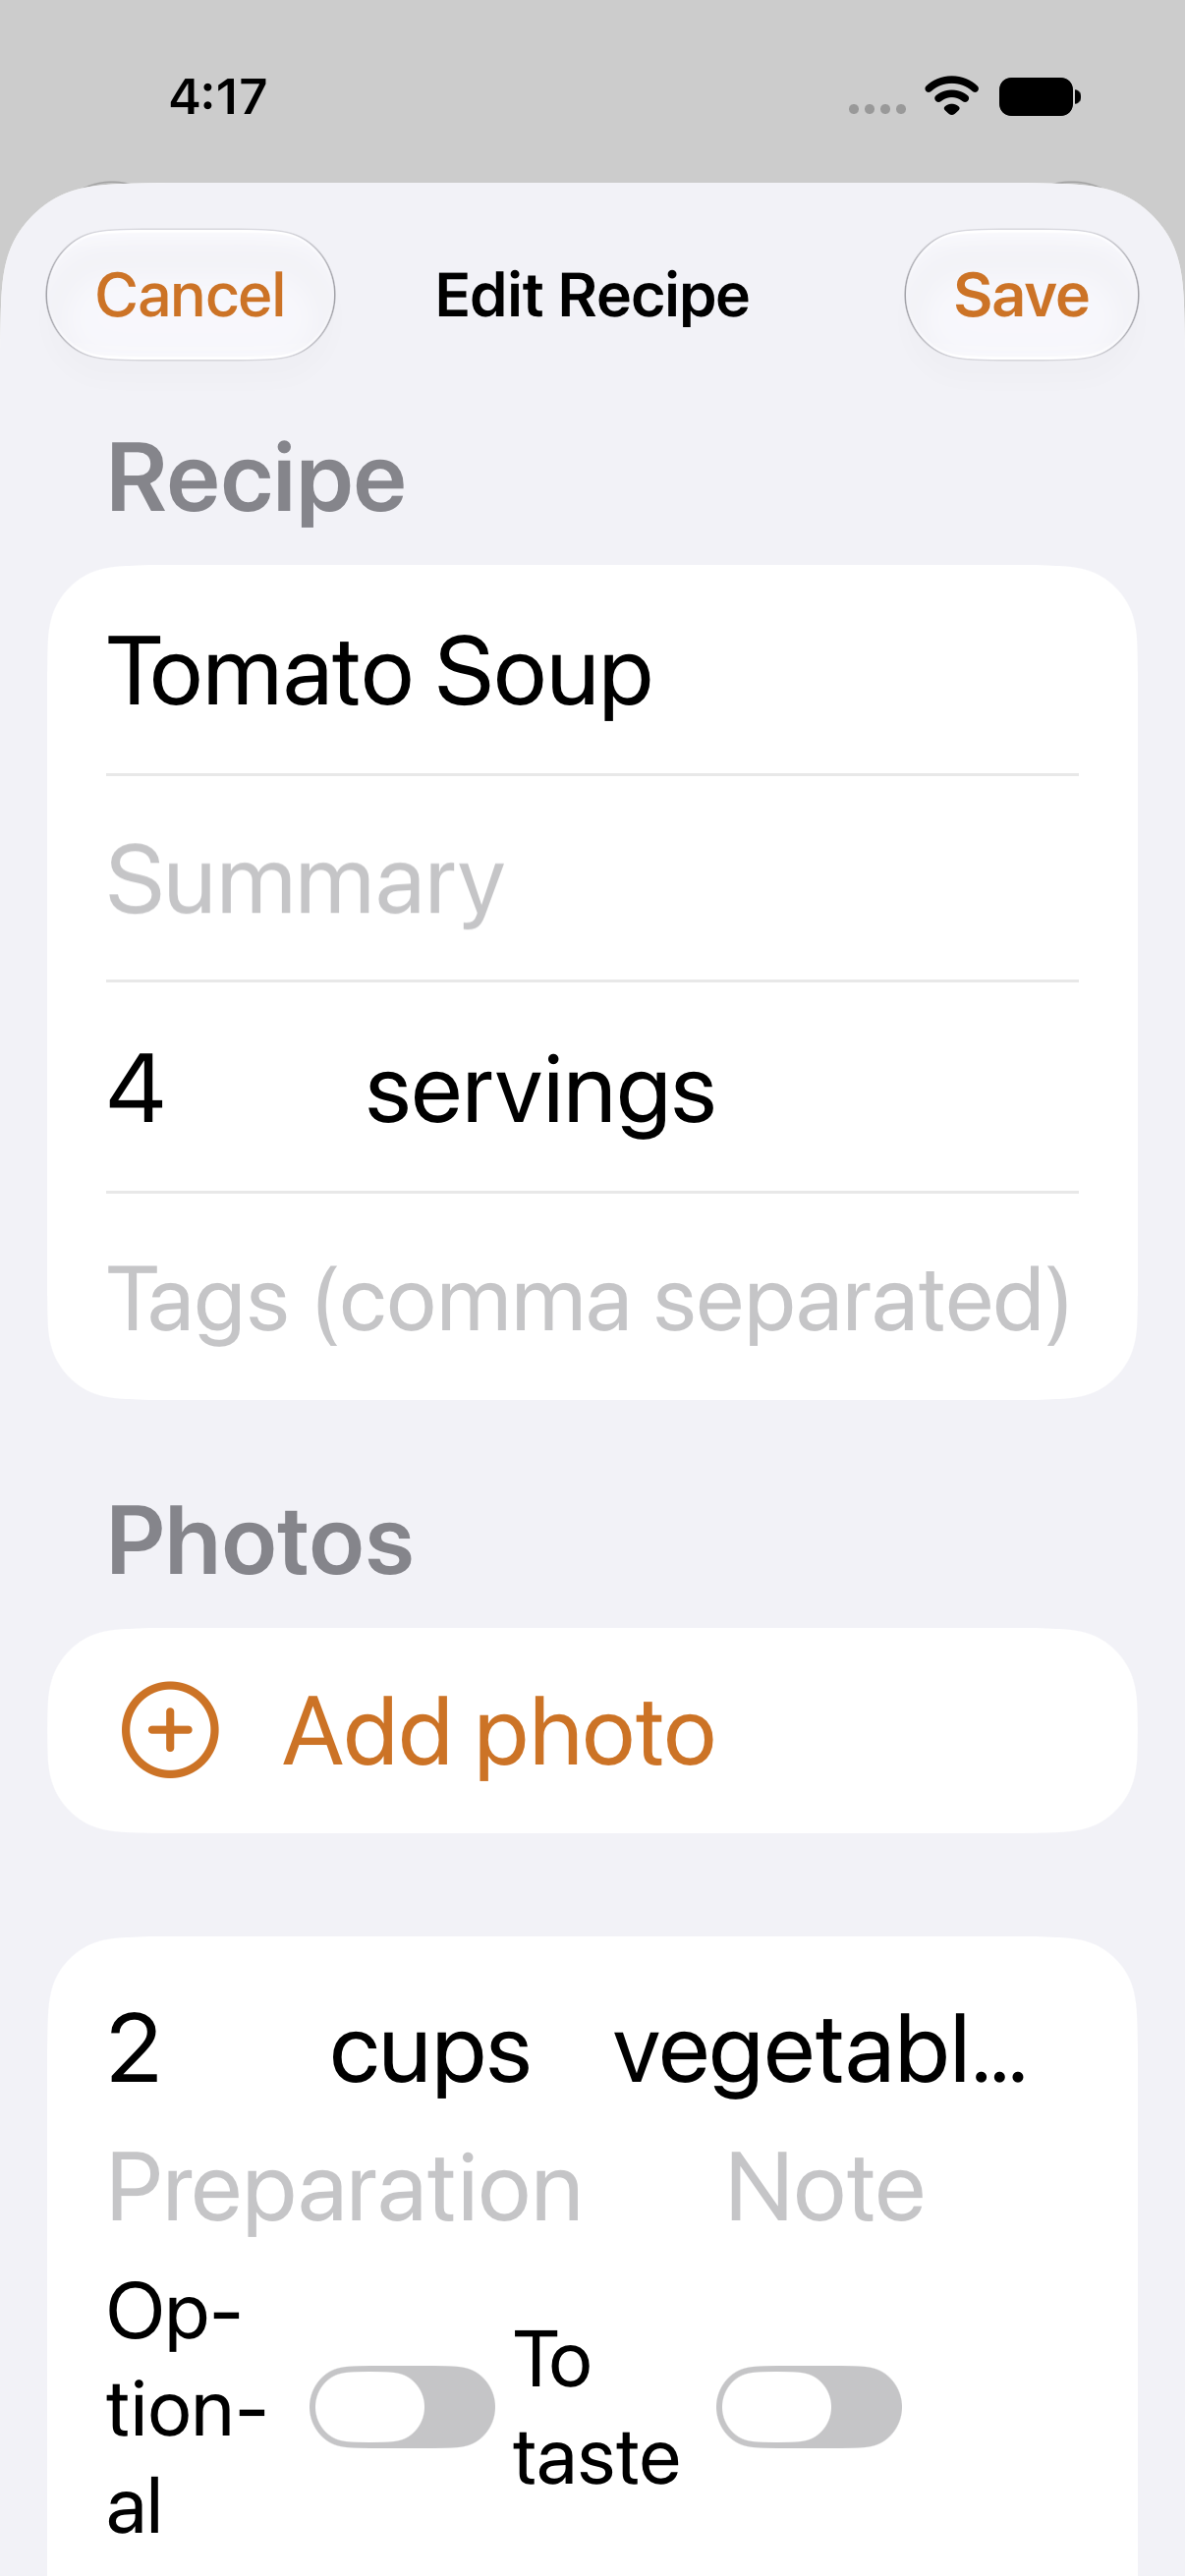 4:17
Cancel Edit Recipe Save
Recipe
Tomato Soup
Summary
4 servings
Tags (comma separated)
Photos
Add photo
2 cups vegetabl...
Preparation Note
Op-
tion-
al
To
taste